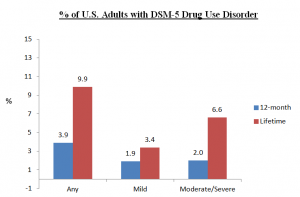 % of U.S. Adults with DSM-5 Drug Use Disorder
15
13
11
9
7
5
3
1
-1
%
9.9
3.9
1.9
3.4
2.0
6.6
12-month
Lifetime
Any
Mild
Moderate/Severe